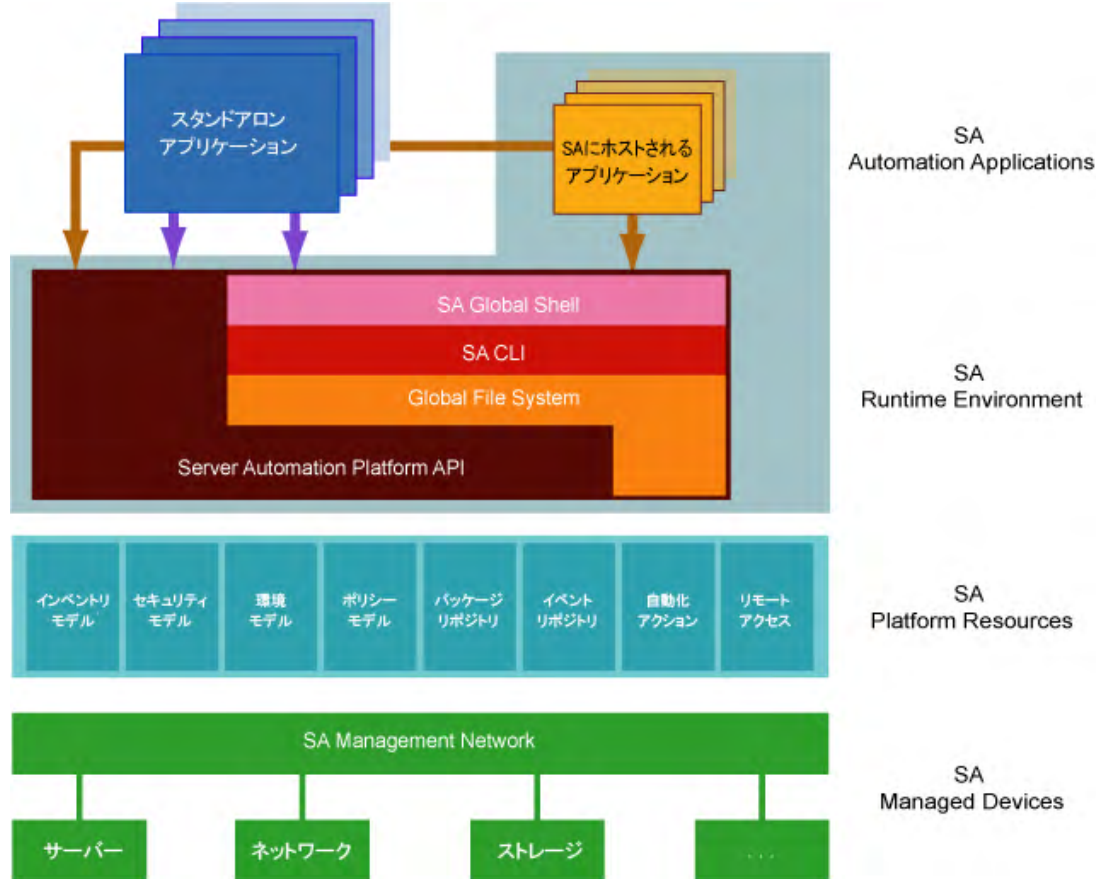 スタンドアロン
アプリケーション
SAにホストされる
アプリケーション
SA
Automation Applications
SA Global Shell
SA CLI
Global File System
Server Automation Platform API
SA
Runtime Environment
インベントリ
モデル
セキュリティ
モデル
環境
モデル
ポリシー
モデル
パッケージ
リポジトリ
イベント
リポジトリ
自動化
アクション
リモート
アクセス
SA
Platform Resources
SA Management Network
サーバー
ネットワーク
ストレージ
. . .
SA
Managed Devices